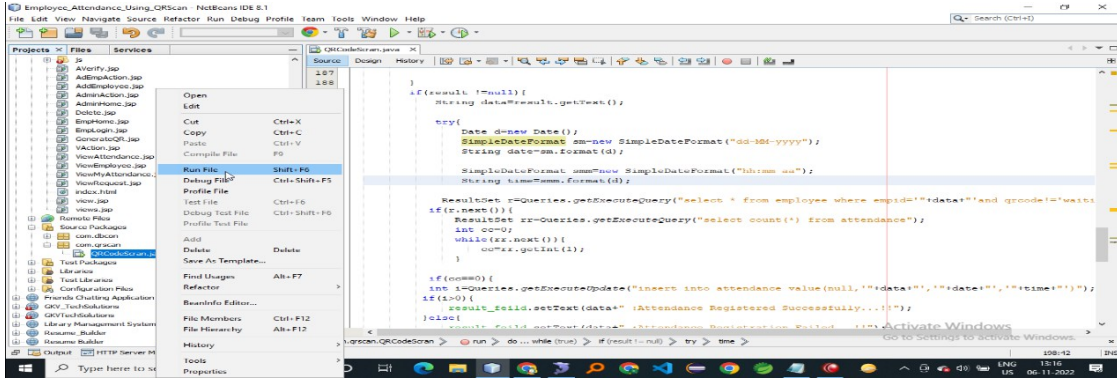 Employee_Attendance_Using_QRScan - NetBeans IDE 8.1
File Edit View Navigate Source Refactor Run Debug Profile Team Tools Window Help
Search (Ctrl+I)
Projects Files Services
QRCodeScran.java
Source Design History
js
AVerify.jsp
AdEmpAction.jsp
AddEmployee.jsp
AdminAction.jsp
AdminHome.jsp
Delete.jsp
EmpHome.jsp
EmpLogin.jsp
GenerateQR.jsp
VAction.jsp
ViewAttendance.jsp
ViewEmployee.jsp
ViewMyAttendance.
ViewRequest.jsp
index.html
view.jsp
views.jsp
Remote Files
Source Packages
com.dbcon
com.qrscan
QRCodeScran.ja
Test Packages
Libraries
Test Libraries
Configuration Files
Friends Chatting Application
GKV_TechSolutions
GKVTechSolutions
Library Management System
Resume_Builder
Resume Builder
Open
Edit
Cut Ctrl+X
Copy Ctrl+C
Paste Ctrl+V
Compile File F9
Run File Shift+F6
Debug File Ctrl+Shift+F5
Profile File
Test File Ctrl+F6
Debug Test File Ctrl+Shift+F6
Profile Test File
Add
Delete Delete
Save As Template...
Find Usages Alt+F7
Refactor
BeanInfo Editor...
File Members Ctrl+F12
File Hierarchy Alt+F12
History
Tools
Properties
187
188
}
if(result !=null){
String data=result.getText();
try{
Date d=new Date();
SimpleDateFormat sm=new SimpleDateFormat("dd-MM-yyyy");
String date=sm.format(d);
SimpleDateFormat smm=new SimpleDateFormat("hh:mm aa");
String time=smm.format(d);
ResultSet r=Queries.getExecuteQuery("select * from employee where empid='"+data+"'and qrcode!='waiti
if(r.next()){
ResultSet rr=Queries.getExecuteQuery("select count(*) from attendance");
int cc=0;
while(rr.next()){
cc=rr.getInt(1);
}
if(cc==0){
int i=Queries.getExecuteUpdate("insert into attendance value(null,'"+data+"','"+date+"','"+time+"')");
if(i>0){
result_feild.setText(data+" :Attendance Registered Successfully...!!");
}else{
result_feild.setText(data+" :Attendance Registration Failed
Activate Windows
Go to Settings to activate Windows.
.qrscan.QRCodeScran run do ... while (true) if (result != null) try time
Output HTTP Server M
108:42 INS
Type here to se
ENG
US
13:16
06-11-2022